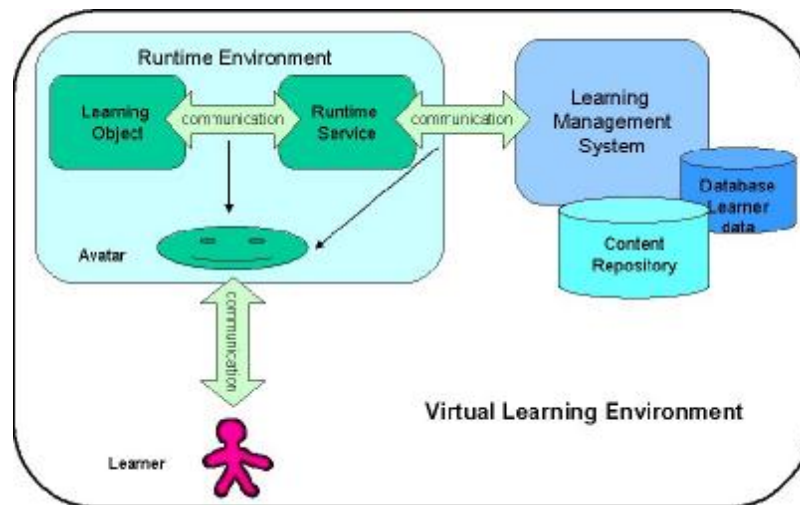 Runtime Environment
Learning
Object
communication
Runtime
Service
communication
Learning
Management
System
Database
Learner
data
Content
Repository
Avatar
communication
Virtual Learning Environment
Learner